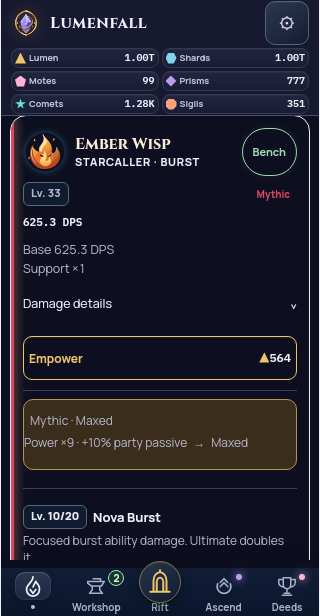 Lumenfall
Lumen 1.00T
Shards 1.00T
Motes 99
Prisms 777
Comets 1.28K
Sigils 351
Ember Wisp
STARCALLER · BURST
Bench
Lv. 33
Mythic
625.3 DPS
Base 625.3 DPS
Support ×1
Damage details
Empower 564
Mythic · Maxed
Power ×9 · +10% party passive → Maxed
Lv. 10/20 Nova Burst
Focused burst ability damage. Ultimate doubles
it
2
Workshop
Rift
Ascend
Deeds